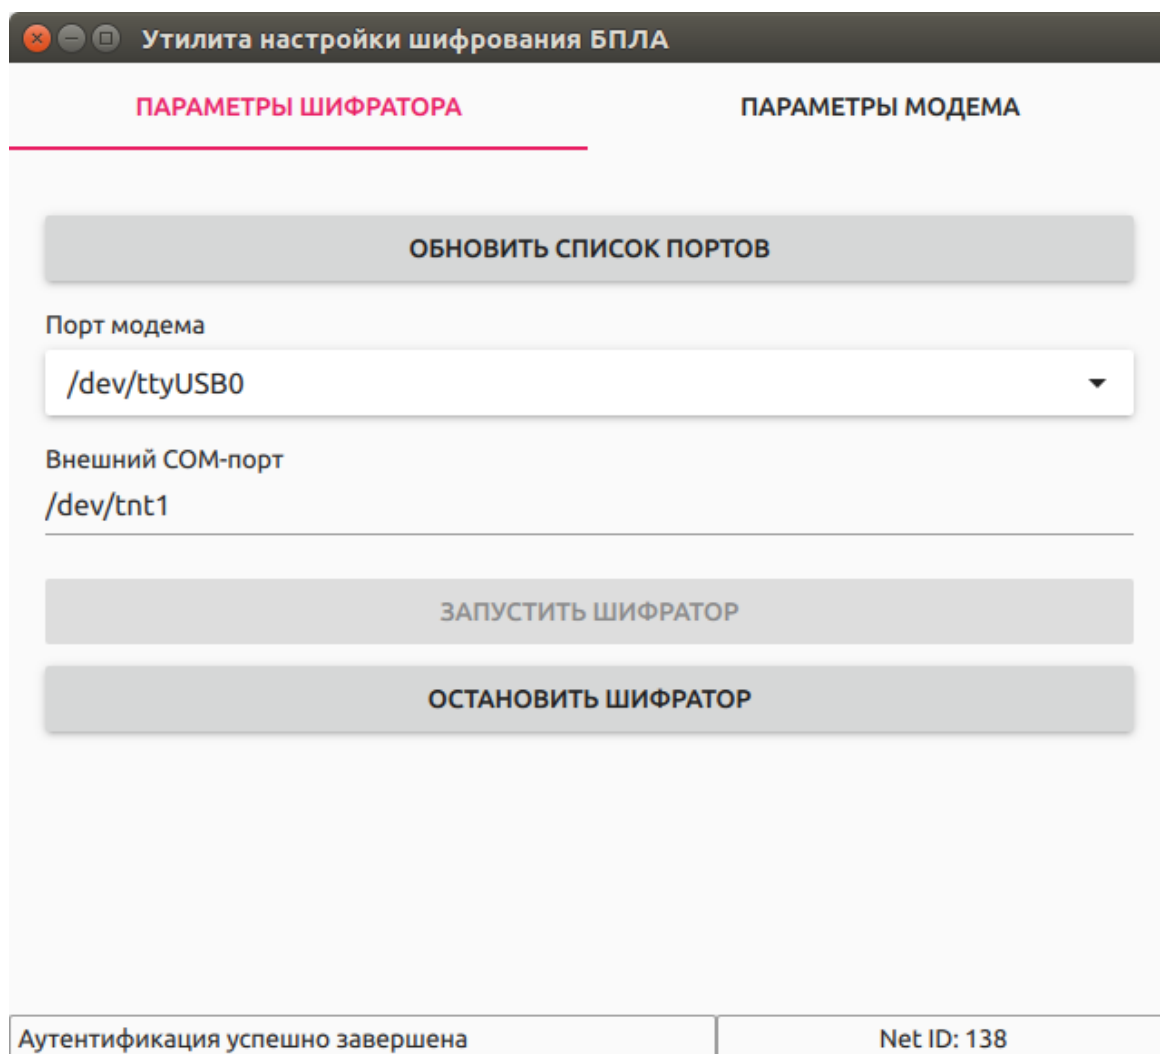 Утилита настройки шифрования БПЛА
ПАРАМЕТРЫ ШИФРАТОРА
ПАРАМЕТРЫ МОДЕМА
ОБНОВИТЬ СПИСОК ПОРТОВ
Порт модема
/dev/ttyUSB0
Внешний COM-порт
/dev/tnt1
ЗАПУСТИТЬ ШИФРАТОР
ОСТАНОВИТЬ ШИФРАТОР
Аутентификация успешно завершена
Net ID: 138